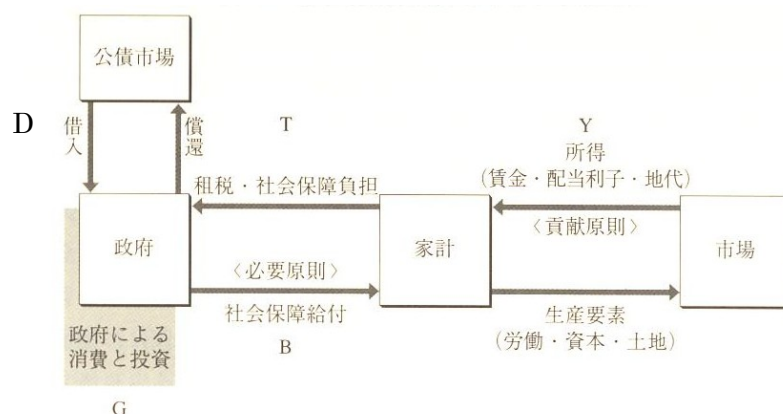 公債市場
D
借入
償還
T
Y
所得
(賃金・配当利子・地代)
租税・社会保障負担
〈貢献原則〉
政府
家計
市場
〈必要原則〉
社会保障給付
生産要素
(労働・資本・土地)
政府による
消費と投資
B
G